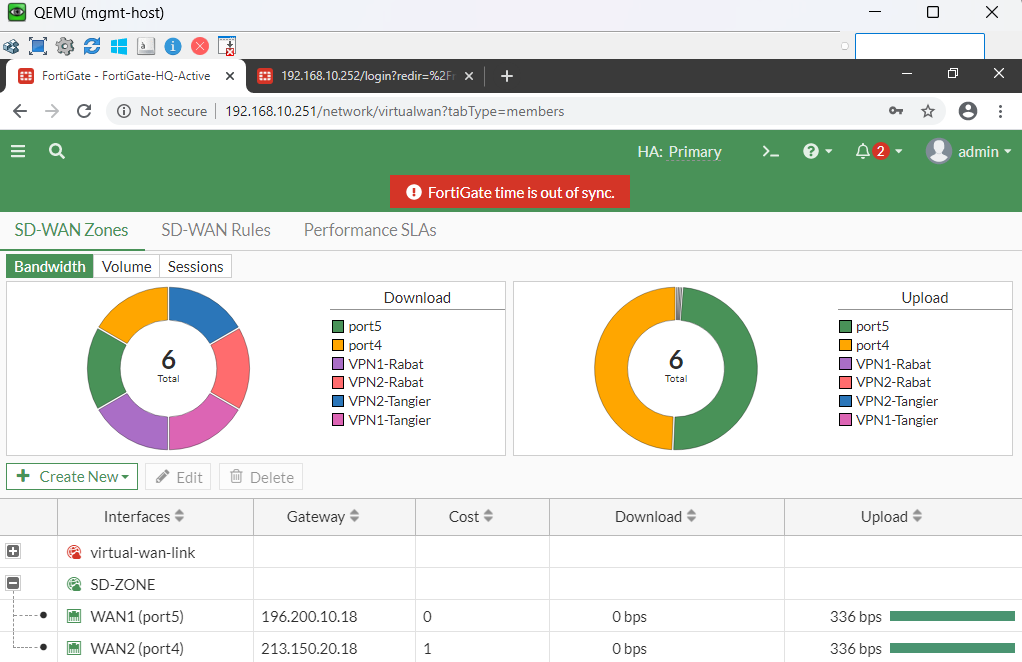 QEMU (mgmt-host)
FortiGate - FortiGate-HQ-Active
192.168.10.252/login?redir=%2Fr
Not secure
192.168.10.251/network/virtualwan?tabType=members
HA: Primary
2
admin
FortiGate time is out of sync.
SD-WAN Zones
SD-WAN Rules
Performance SLAs
Bandwidth
Volume
Sessions
6
Total
Download
port5
port4
VPN1-Rabat
VPN2-Rabat
VPN2-Tangier
VPN1-Tangier
6
Total
Upload
port5
port4
VPN1-Rabat
VPN2-Rabat
VPN2-Tangier
VPN1-Tangier
Create New
Edit
Delete
Interfaces Gateway Cost Download Upload
virtual-wan-link
SD-ZONE
WAN1 (port5) 196.200.10.18 0 0 bps 336 bps
WAN2 (port4) 213.150.20.18 1 0 bps 336 bps